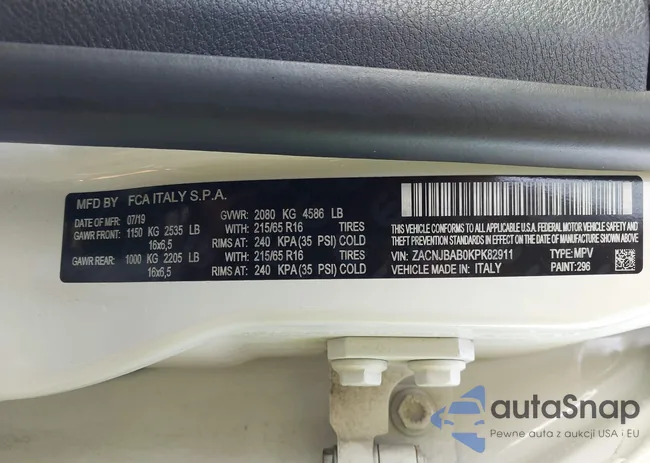 MFD BY FCA ITALY S.P.A.
DATE OF MFR 07/19 GVWR: 2080 KG 4586 LB
GAWR FRONT: 1150 KG 2535 LB WITH: 215/65 R16 TIRES
16x6,5 RIMS AT: 240 KPA (35 PSI) COLD
GAWR REAR: 1000 KG 2205 LB WITH: 215/65 R16 TIRES
16x6,5 RIMS AT: 240 KPA (35 PSI) COLD
THIS VEHICLE CONFORMS TO ALL APPLICABLE U.S.A. FEDERAL MOTOR VEHICLE SAFETY
AND THEFT PREVENTION STANDARDS IN EFFECT ON THE DATE OF MANUFACTURE SHOWN ABOVE
VIN: ZACNJBAB0KPK82911 TYPE: MPV
VEHICLE MADE IN: ITALY PAINT: 296
autoSnap
Pewne auta z aukcji USA i EU